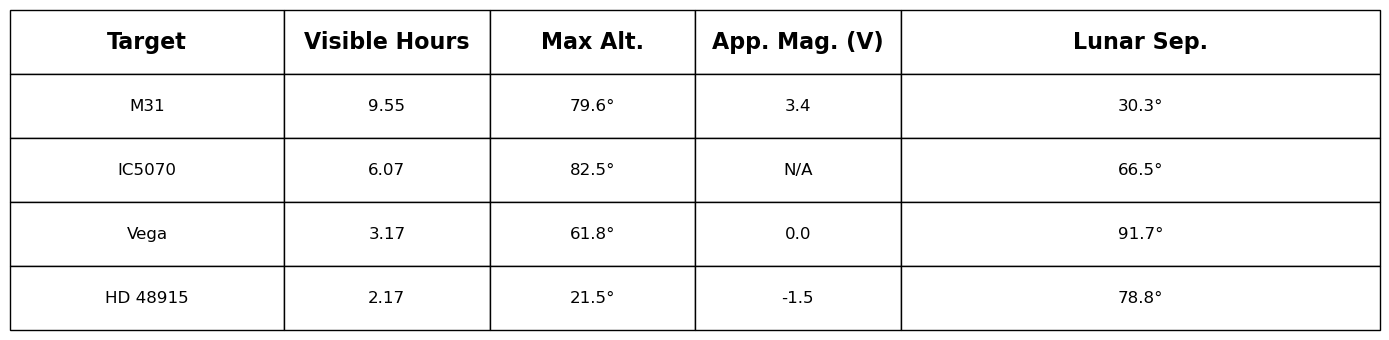 Target Visible Hours Max Alt. App. Mag. (V) Lunar Sep.
M31 9.55 79.6° 3.4 30.3°
IC5070 6.07 82.5° N/A 66.5°
Vega 3.17 61.8° 0.0 91.7°
HD 48915 2.17 21.5° -1.5 78.8°